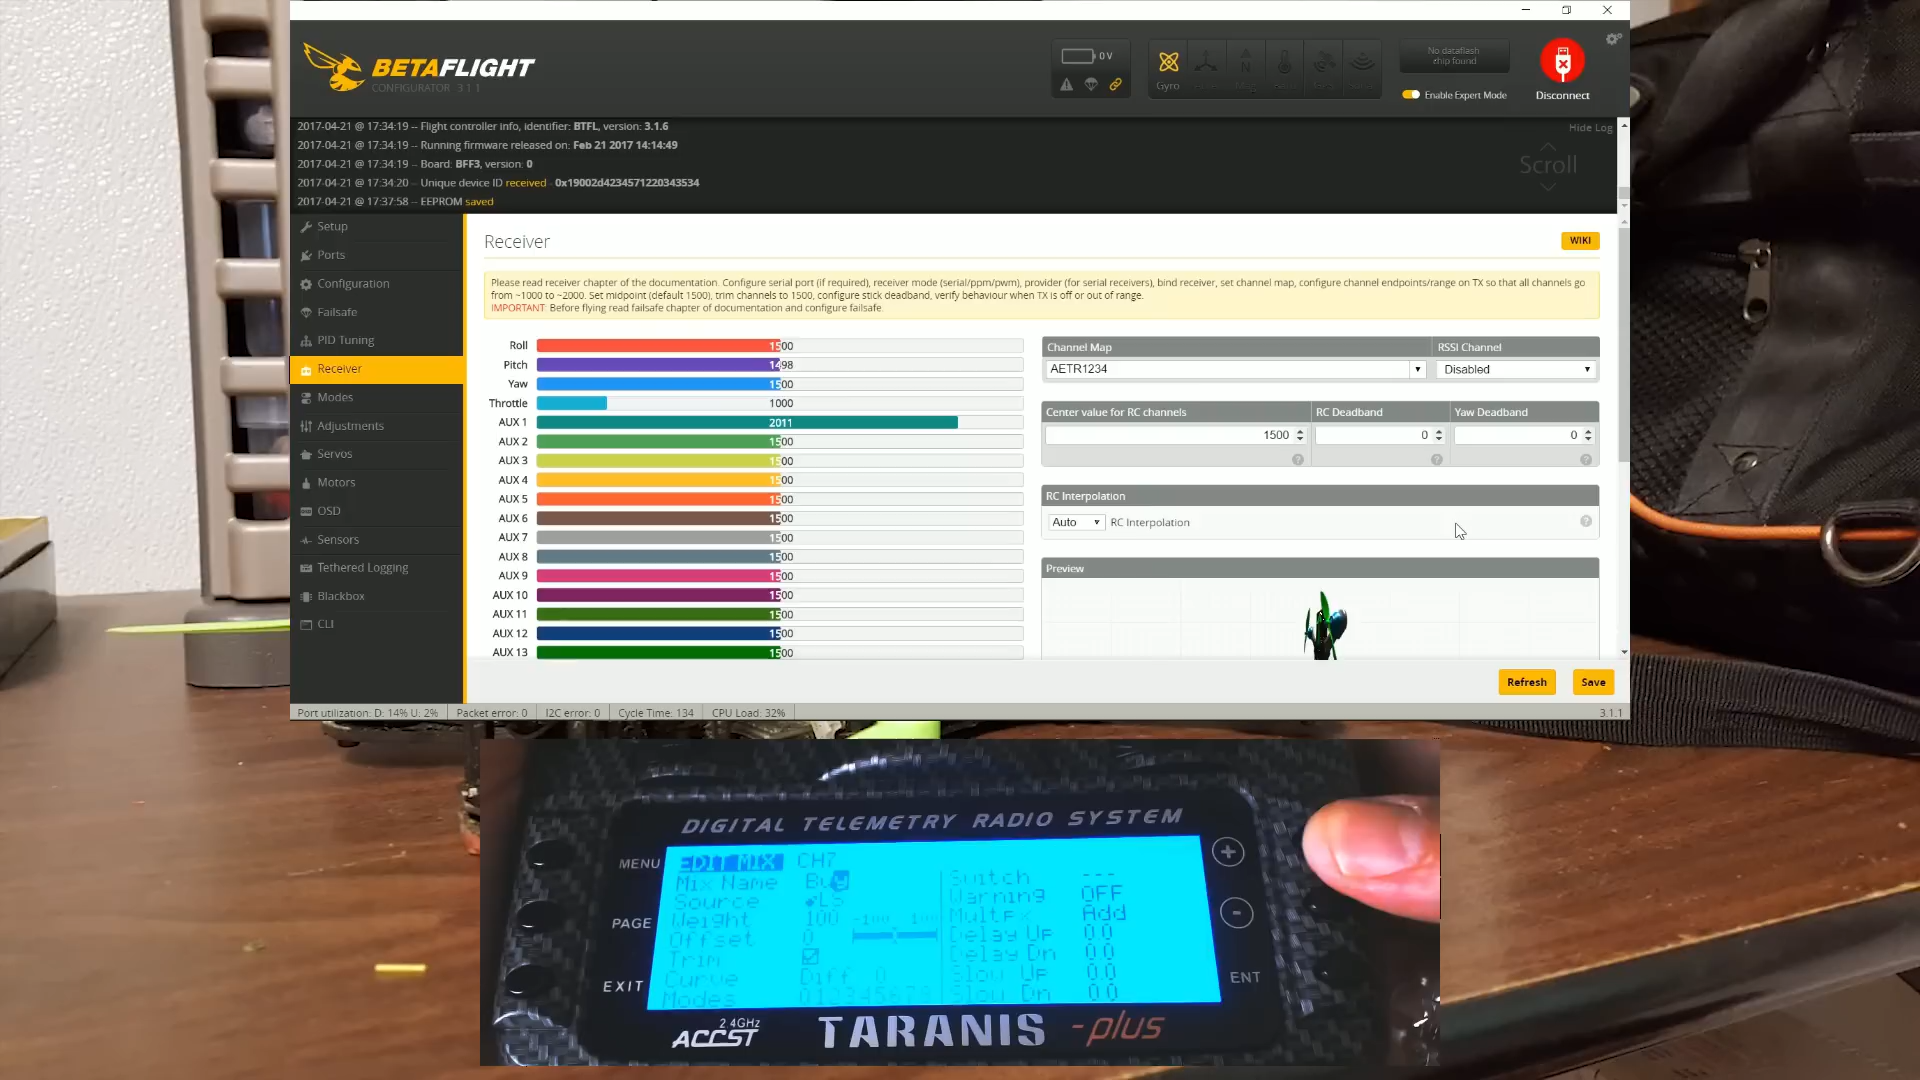 BETAFLIGHT
CONFIGURATOR 3.1.1
0 V
Gyro
No dataflash
chip found
Enable Expert Mode
Disconnect
2017-04-21 @ 17:34:19 -- Flight controller info, identifier: BTFL, version: 3.1.6
2017-04-21 @ 17:34:19 -- Running firmware released on: Feb 21 2017 14:14:49
2017-04-21 @ 17:34:19 -- Board: BFF3, version: 0
2017-04-21 @ 17:34:20 -- Unique device ID received - 0x19002d4234571220343534
2017-04-21 @ 17:37:58 -- EEPROM saved
Hide Log
Scroll
Setup
Ports
Configuration
Failsafe
PID Tuning
Receiver
Modes
Adjustments
Servos
Motors
OSD
Sensors
Tethered Logging
Blackbox
CLI
Receiver
WIKI
Please read receiver chapter of the documentation. Configure serial port (if required), receiver mode (serial/ppm/pwm), provider (for serial receivers), bind receiver, set channel map, configure channel endpoints/range on TX so that all channels go
from ~1000 to ~2000. Set midpoint (default 1500), trim channels to 1500, configure stick deadband, verify behaviour when TX is off or out of range.
IMPORTANT: Before flying read failsafe chapter of documentation and configure failsafe.
Roll 1500
Pitch 1498
Yaw 1500
Throttle 1000
AUX 1 2011
AUX 2 1500
AUX 3 1500
AUX 4 1500
AUX 5 1500
AUX 6 1500
AUX 7 1500
AUX 8 1500
AUX 9 1500
AUX 10 1500
AUX 11 1500
AUX 12 1500
AUX 13 1500
Channel Map RSSI Channel
AETR1234 Disabled
Center value for RC channels RC Deadband Yaw Deadband
1500 0 0
RC Interpolation
Auto RC Interpolation
Preview
Refresh Save
Port utilization: D: 14% U: 2% Packet error: 0 I2C error: 0 Cycle Time: 134 CPU Load: 32%
3.1.1
DIGITAL TELEMETRY RADIO SYSTEM
MENU
PAGE
EXIT
ENT
EDIT MIX CH7
Mix Name
Source
Weight 100 -100 100
Offset 0
Trim
Curve Diff 0
Modes 012345678
Switch ---
Warning OFF
Multpx Add
Delay Up 0.0
Delay Dn 0.0
Slow Up 0.0
Slow Dn 0.0
2.4GHz
ACCST
TARANIS -plus